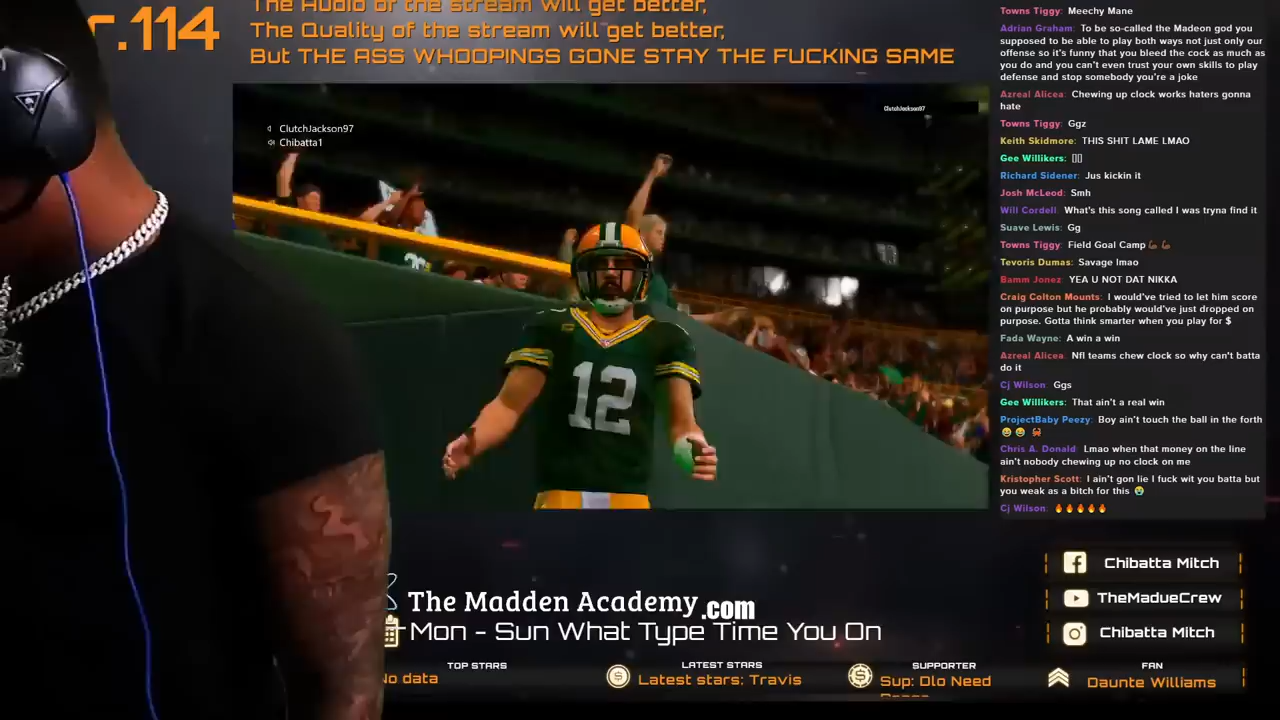 The Audio of the stream will get better,
.114
The Quality of the stream will get better,
But THE ASS WHOOPINGS GONE STAY THE FUCKING SAME
ClutchJackson97
ClutchJackson97
Chibatta1
12
Towns Tiggy: Meechy Mane
Adrian Graham: To be so-called the Madeon god you
supposed to be able to play both ways not just only our
offense so it's funny that you bleed the cock as much as
you do and you can't even trust your own skills to play
defense and stop somebody you're a joke
Azreal Alicea: Chewing up clock works haters gonna
hate
Towns Tiggy: Ggz
Keith Skidmore: THIS SHIT LAME LMAO
Gee Willikers:
Richard Sidener: Jus kickin it
Josh McLeod: Smh
Will Cordell: What's this song called I was tryna find it
Suave Lewis: Gg
Towns Tiggy: Field Goal Camp 💪🏾 💪🏾
Tevoris Dumas: Savage lmao
Bamm Jonez: YEA U NOT DAT NIKKA
Craig Colton Mounts: I would've tried to let him score
on purpose but he probably would've just dropped on
purpose. Gotta think smarter when you play for $
Fada Wayne: A win a win
Azreal Alicea: Nfl teams chew clock so why can't batta
do it
Cj Wilson: Ggs
Gee Willikers: That ain't a real win
ProjectBaby Peezy: Boy ain't touch the ball in the forth
Chris A. Donald: Lmao when that money on the line
ain't nobody chewing up no clock on me
Kristopher Scott: I ain't gon lie I fuck wit you batta but
you weak as a bitch for this 😭
Cj Wilson: 🔥🔥🔥🔥🔥
Chibatta Mitch
TheMadueCrew
Chibatta Mitch
The Madden Academy.com
Mon - Sun What Type Time You On
TOP STARS
No data
LATEST STARS
Latest stars: Travis
SUPPORTER
Sup: Dlo Need
FAN
Daunte Williams